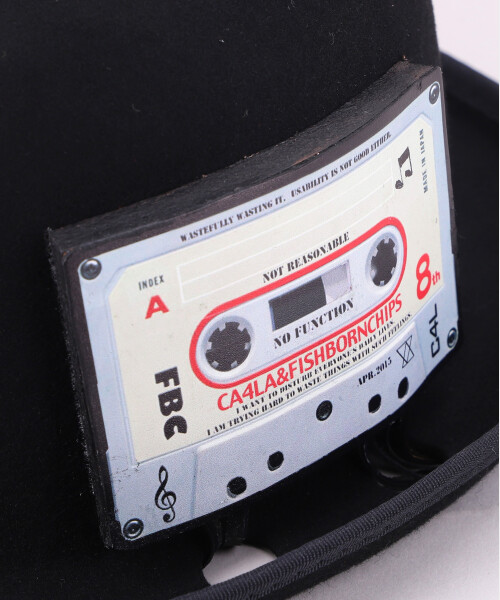 WASTEFULLY WASTING IT. USABILITY IS NOT GOOD EITHER.
MADE IN JAPAN
INDEX
A
NOT REASONABLE
NO FUNCTION
8th
CA4LA&FISHBORNCHIPS
I WANT TO DISTURB EVERYONE'S DAILY LIVES
I AM TRYING HARD TO WASTE THINGS WITH SUCH FEELINGS
FBC
APR.2015
C4L